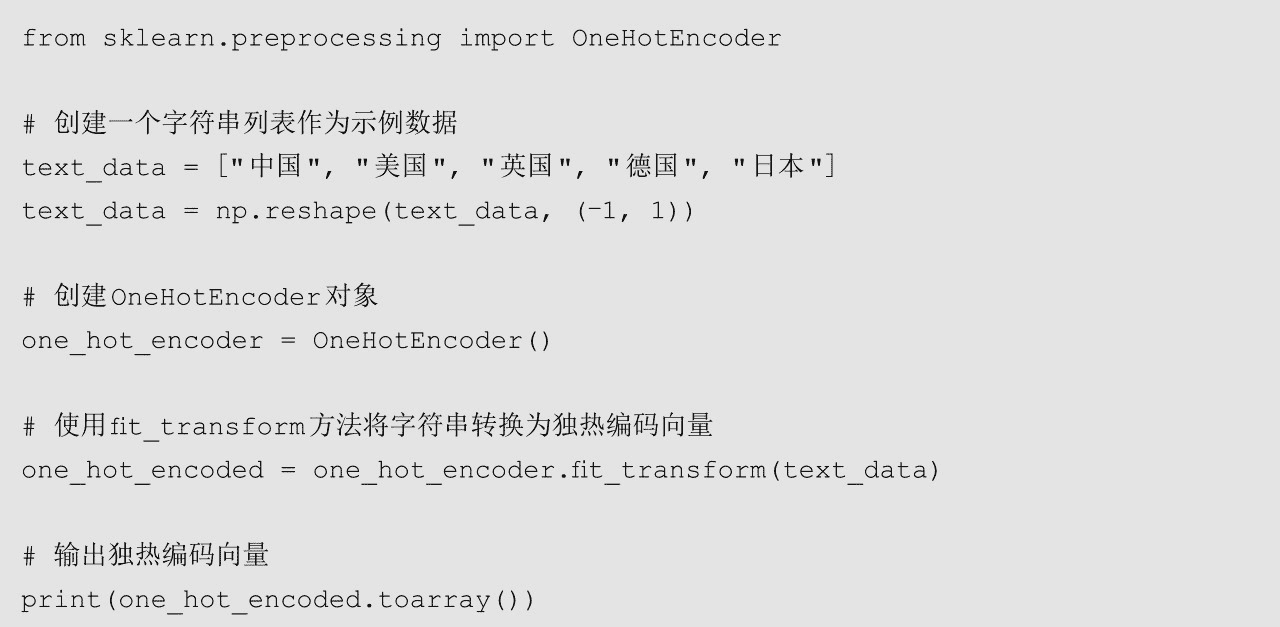 from sklearn.preprocessing import OneHotEncoder
# 创建一个字符串列表作为示例数据
text_data = ["中国", "美国", "英国", "德国", "日本"]
text_data = np.reshape(text_data, (-1, 1))
# 创建OneHotEncoder对象
one_hot_encoder = OneHotEncoder()
# 使用fit_transform方法将字符串转换为独热编码向量
one_hot_encoded = one_hot_encoder.fit_transform(text_data)
# 输出独热编码向量
print(one_hot_encoded.toarray())